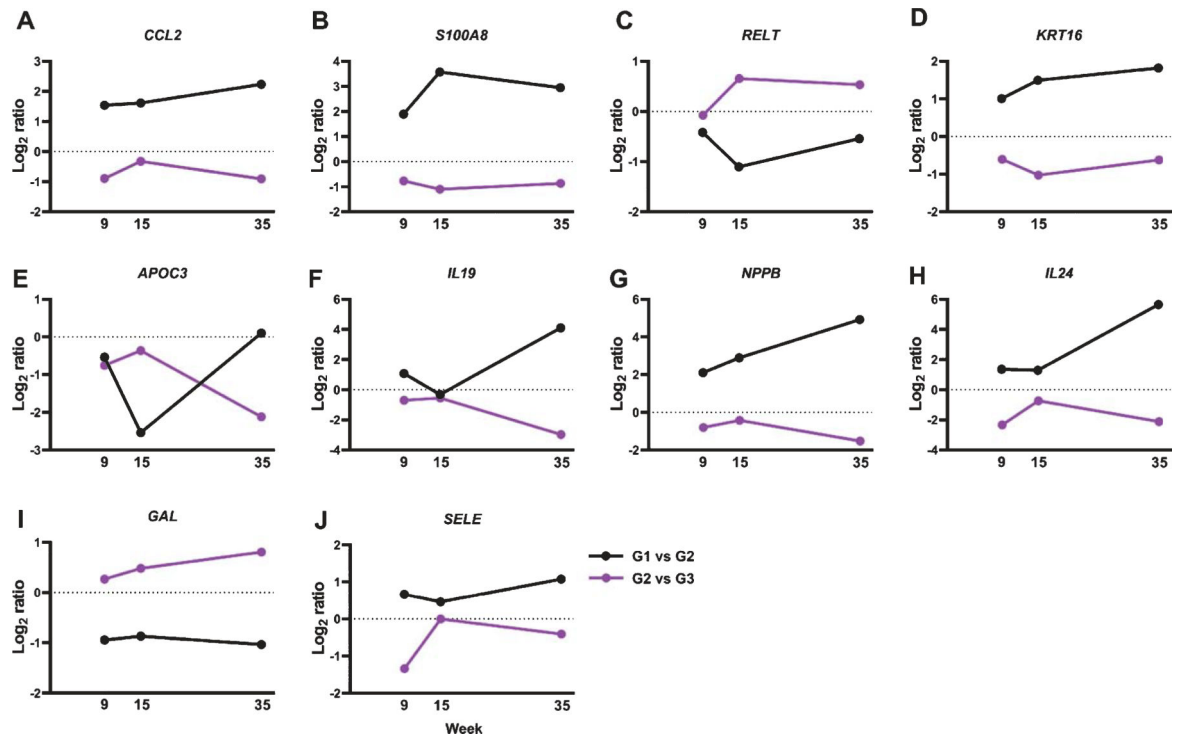 A
CCL2
Log2 ratio
3
2
1
0
-1
-2
9 15 35
B
S100A8
Log2 ratio
4
3
2
1
0
-1
-2
9 15 35
C
RELT
Log2 ratio
1
0
-1
-2
9 15 35
D
KRT16
Log2 ratio
2
1
0
-1
-2
9 15 35
E
APOC3
Log2 ratio
1
0
-1
-2
-3
9 15 35
F
IL19
Log2 ratio
6
4
2
0
-2
-4
9 15 35
G
NPPB
Log2 ratio
6
4
2
0
-2
9 15 35
H
IL24
Log2 ratio
6
4
2
0
-2
-4
9 15 35
I
GAL
Log2 ratio
1
0
-1
-2
9 15 35
J
SELE
Log2 ratio
2
1
0
-1
-2
9 15 35
Week
G1 vs G2
G2 vs G3